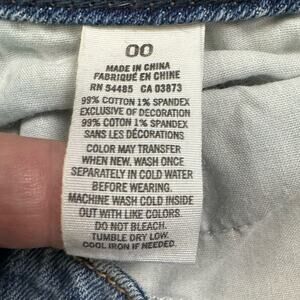 00
MADE IN CHINA
FABRIQUÉ EN CHINE
RN 54485 CA 03873
99% COTTON 1% SPANDEX
EXCLUSIVE OF DECORATION
99% COTTON 1% SPANDEX
SANS LES DÉCORATIONS
COLOR MAY TRANSFER
WHEN NEW. WASH ONCE
SEPARATELY IN COLD WATER
BEFORE WEARING.
MACHINE WASH COLD INSIDE
OUT WITH LIKE COLORS.
DO NOT BLEACH.
TUMBLE DRY LOW.
COOL IRON IF NEEDED.